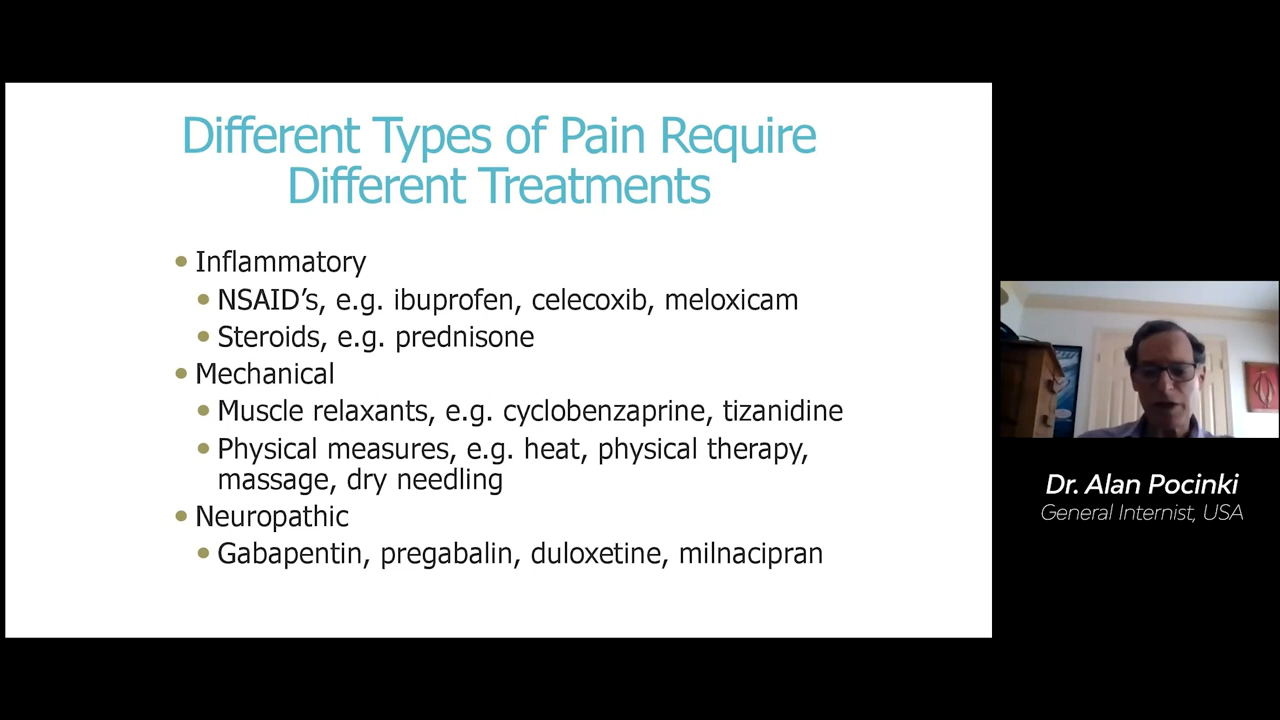 Different Types of Pain Require
Different Treatments
• Inflammatory
• NSAID's, e.g. ibuprofen, celecoxib, meloxicam
• Steroids, e.g. prednisone
• Mechanical
• Muscle relaxants, e.g. cyclobenzaprine, tizanidine
• Physical measures, e.g. heat, physical therapy,
massage, dry needling
• Neuropathic
• Gabapentin, pregabalin, duloxetine, milnacipran
Dr. Alan Pocinki
General Internist, USA